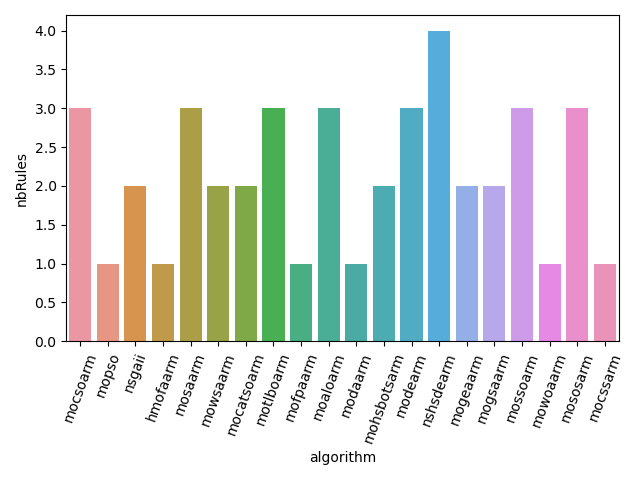 4.0
3.5
3.0
2.5
2.0
1.5
1.0
0.5
0.0
nbRules
mocsoarm
mopso
nsgaii
hmofaarm
mosaarm
mowsaarm
mocatsoarm
motlboarm
mofpaarm
moaloarm
modaarm
mohsbotsarm
modearm
nshsdearm
mogeaarm
mogsaarm
mossoarm
mowoaarm
mososarm
mocssarm
algorithm